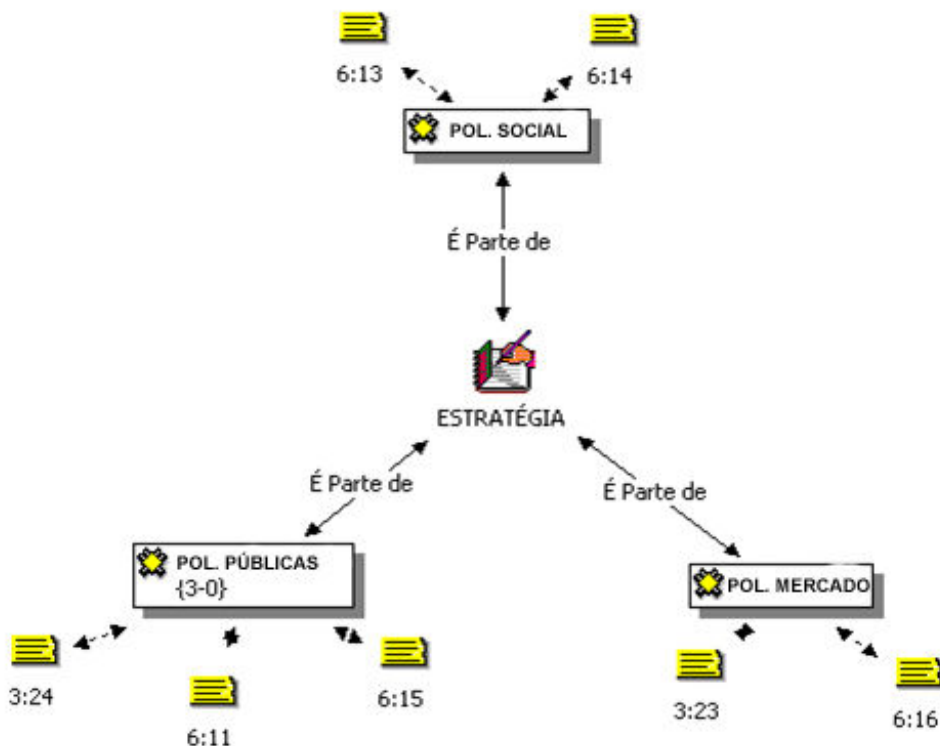 6:13
6:14
POL. SOCIAL
É Parte de
ESTRATÉGIA
É Parte de
É Parte de
POL. PÚBLICAS
{3-0}
POL. MERCADO
3:24
6:11
6:15
3:23
6:16